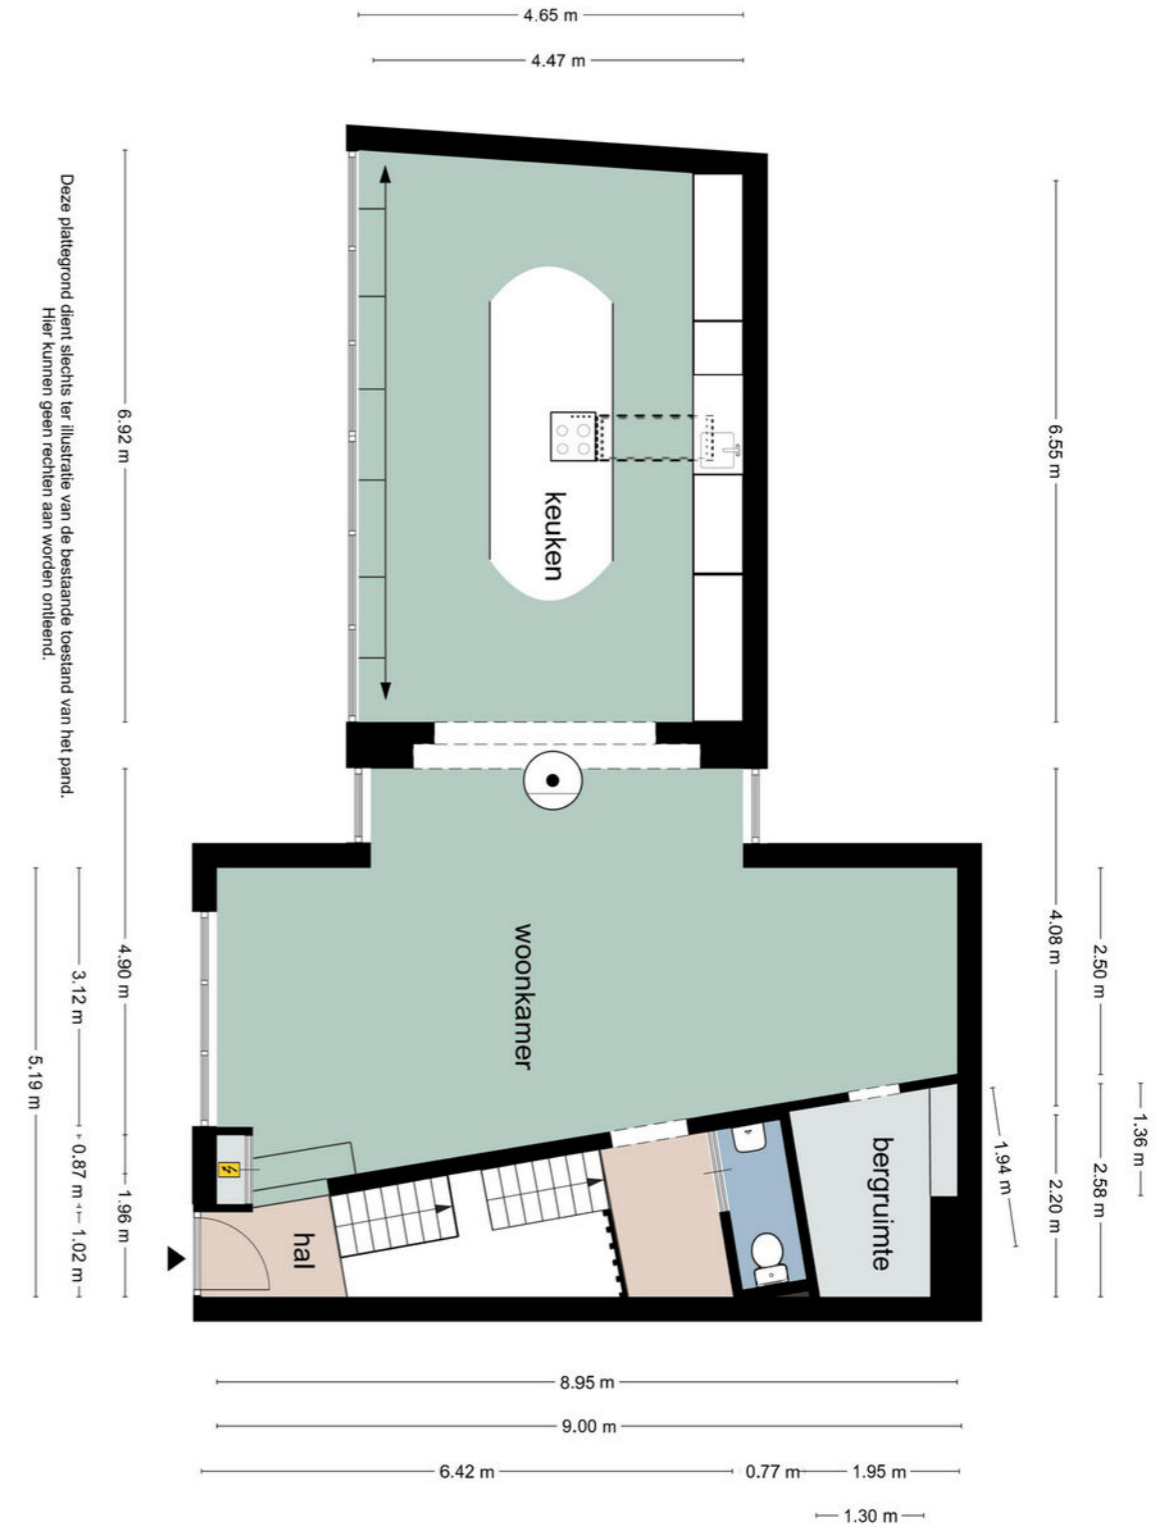 4.65 m
4.47 m
Deze plattegrond dient slechts ter illustratie van de bestaande toestand van het pand.
Hier kunnen geen rechten aan worden ontleend.
6.92 m
6.55 m
keuken
woonkamer
4.90 m
3.12 m
5.19 m
0.87 m
1.02 m
1.96 m
4.08 m
2.50 m
1.36 m
1.94 m
2.20 m
2.58 m
hal
bergruimte
8.95 m
9.00 m
6.42 m
0.77 m
1.95 m
1.30 m